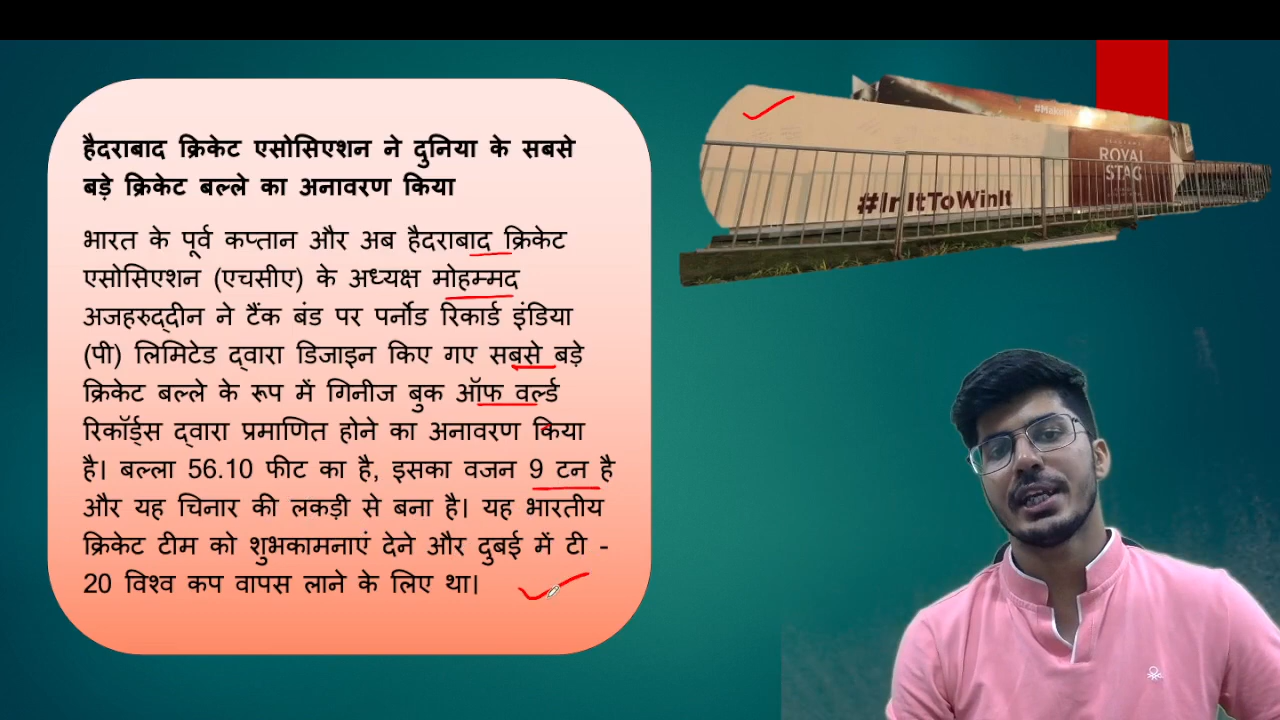 हैदराबाद क्रिकेट एसोसिएशन ने दुनिया के सबसे
बड़े क्रिकेट बल्ले का अनावरण किया
भारत के पूर्व कप्तान और अब हैदराबाद क्रिकेट
एसोसिएशन (एचसीए) के अध्यक्ष मोहम्मद
अजहरुद्दीन ने टैंक बंड पर पर्नोड रिकार्ड इंडिया
(पी) लिमिटेड द्वारा डिजाइन किए गए सबसे बड़े
क्रिकेट बल्ले के रूप में गिनीज बुक ऑफ वर्ल्ड
रिकॉर्ड्स द्वारा प्रमाणित होने का अनावरण किया
है। बल्ला 56.10 फीट का है, इसका वजन 9 टन है
और यह चिनार की लकड़ी से बना है। यह भारतीय
क्रिकेट टीम को शुभकामनाएं देने और दुबई में टी -
20 विश्व कप वापस लाने के लिए था।
ROYAL
STAG
#InItToWinIt